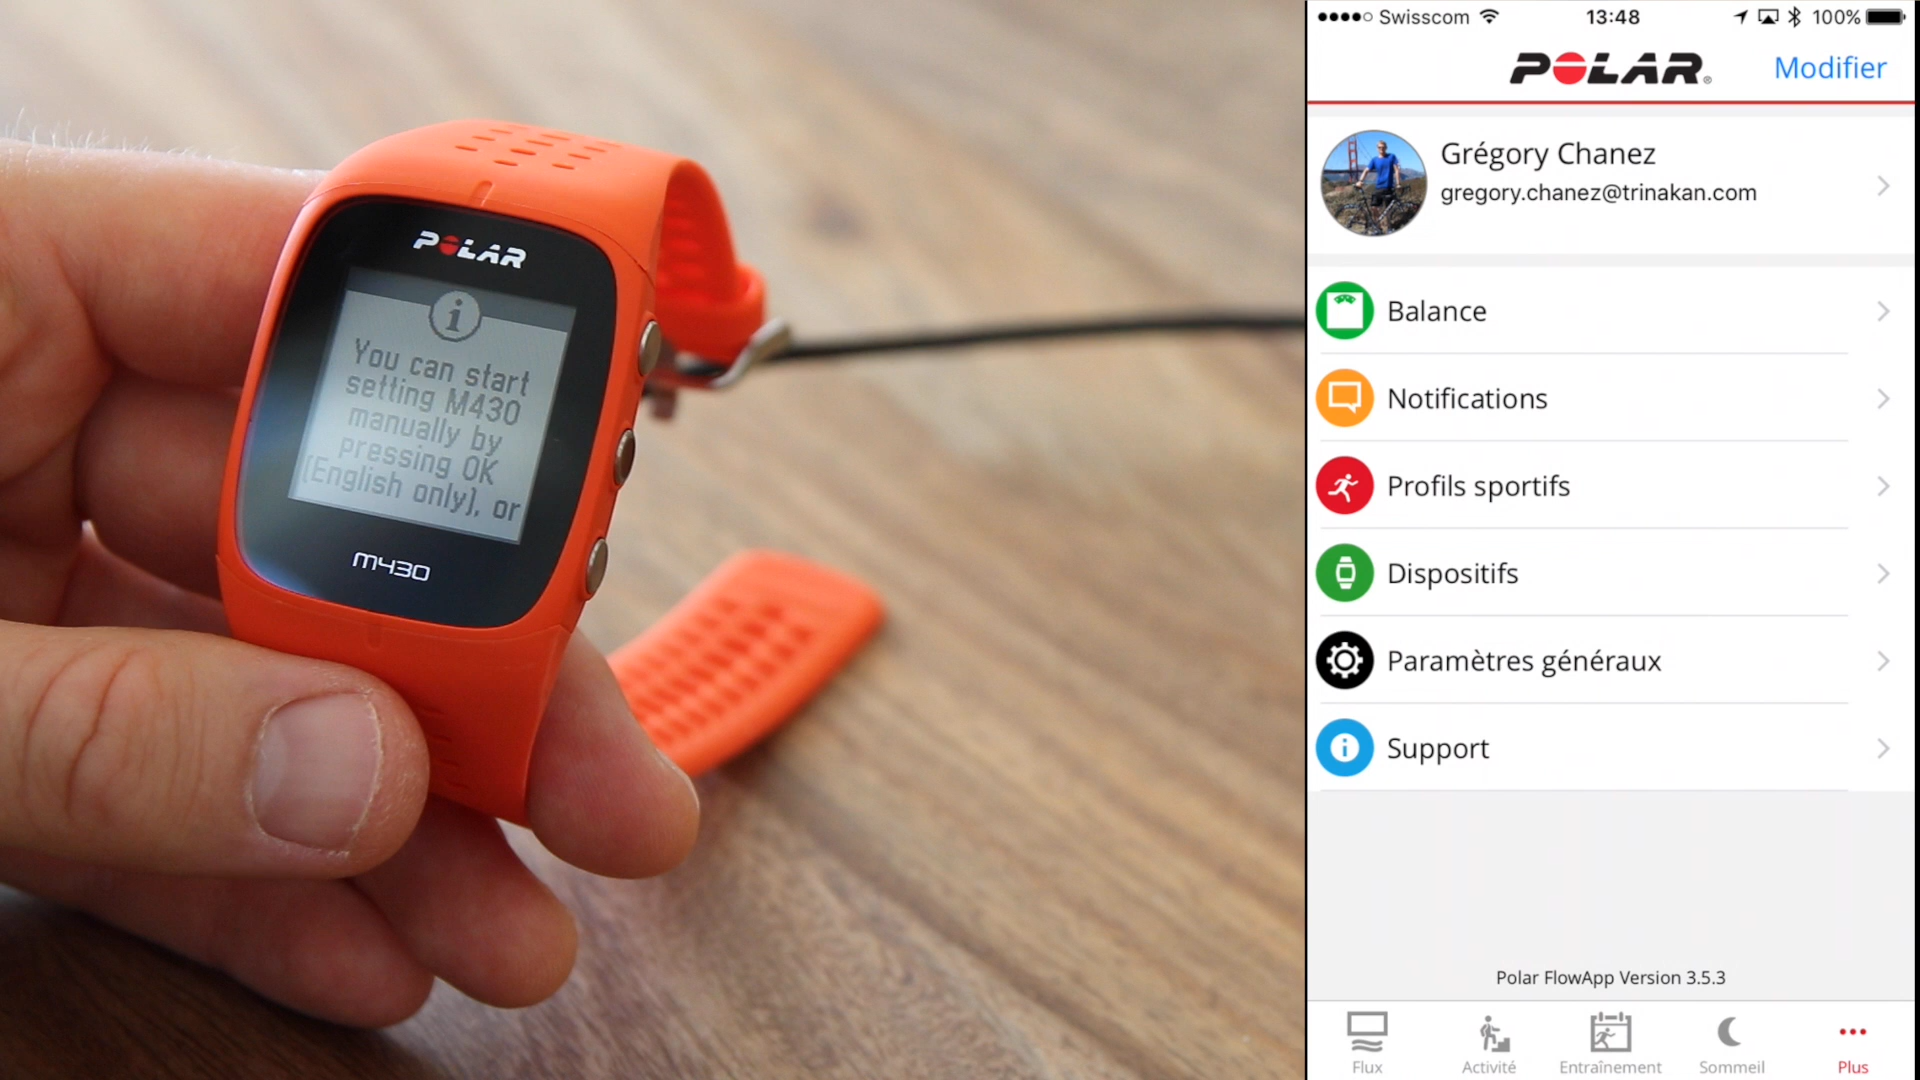 POLAR
i
You can start
setting M430
manually by
pressing OK
(English only), or
M430
Swisscom 13:48 100%
POLAR® Modifier
Grégory Chanez
gregory.chanez@trinakan.com
Balance
Notifications
Profils sportifs
Dispositifs
Paramètres généraux
i Support
Polar FlowApp Version 3.5.3
Flux Activité Entraînement Sommeil Plus